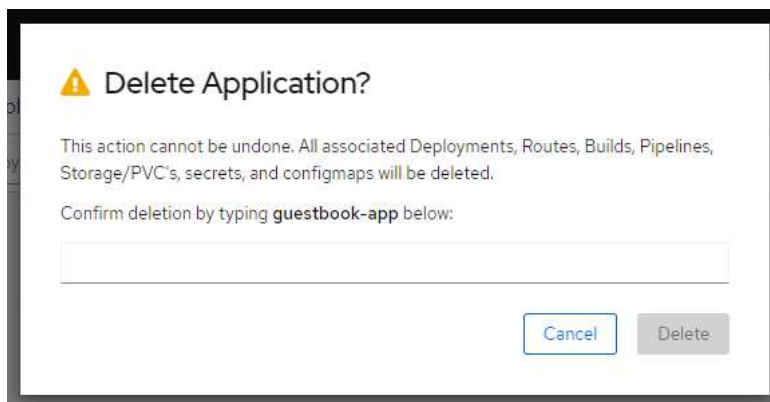 Delete Application?
This action cannot be undone. All associated Deployments, Routes, Builds, Pipelines,
Storage/PVC's, secrets, and configmaps will be deleted.
Confirm deletion by typing guestbook-app below:
Cancel Delete